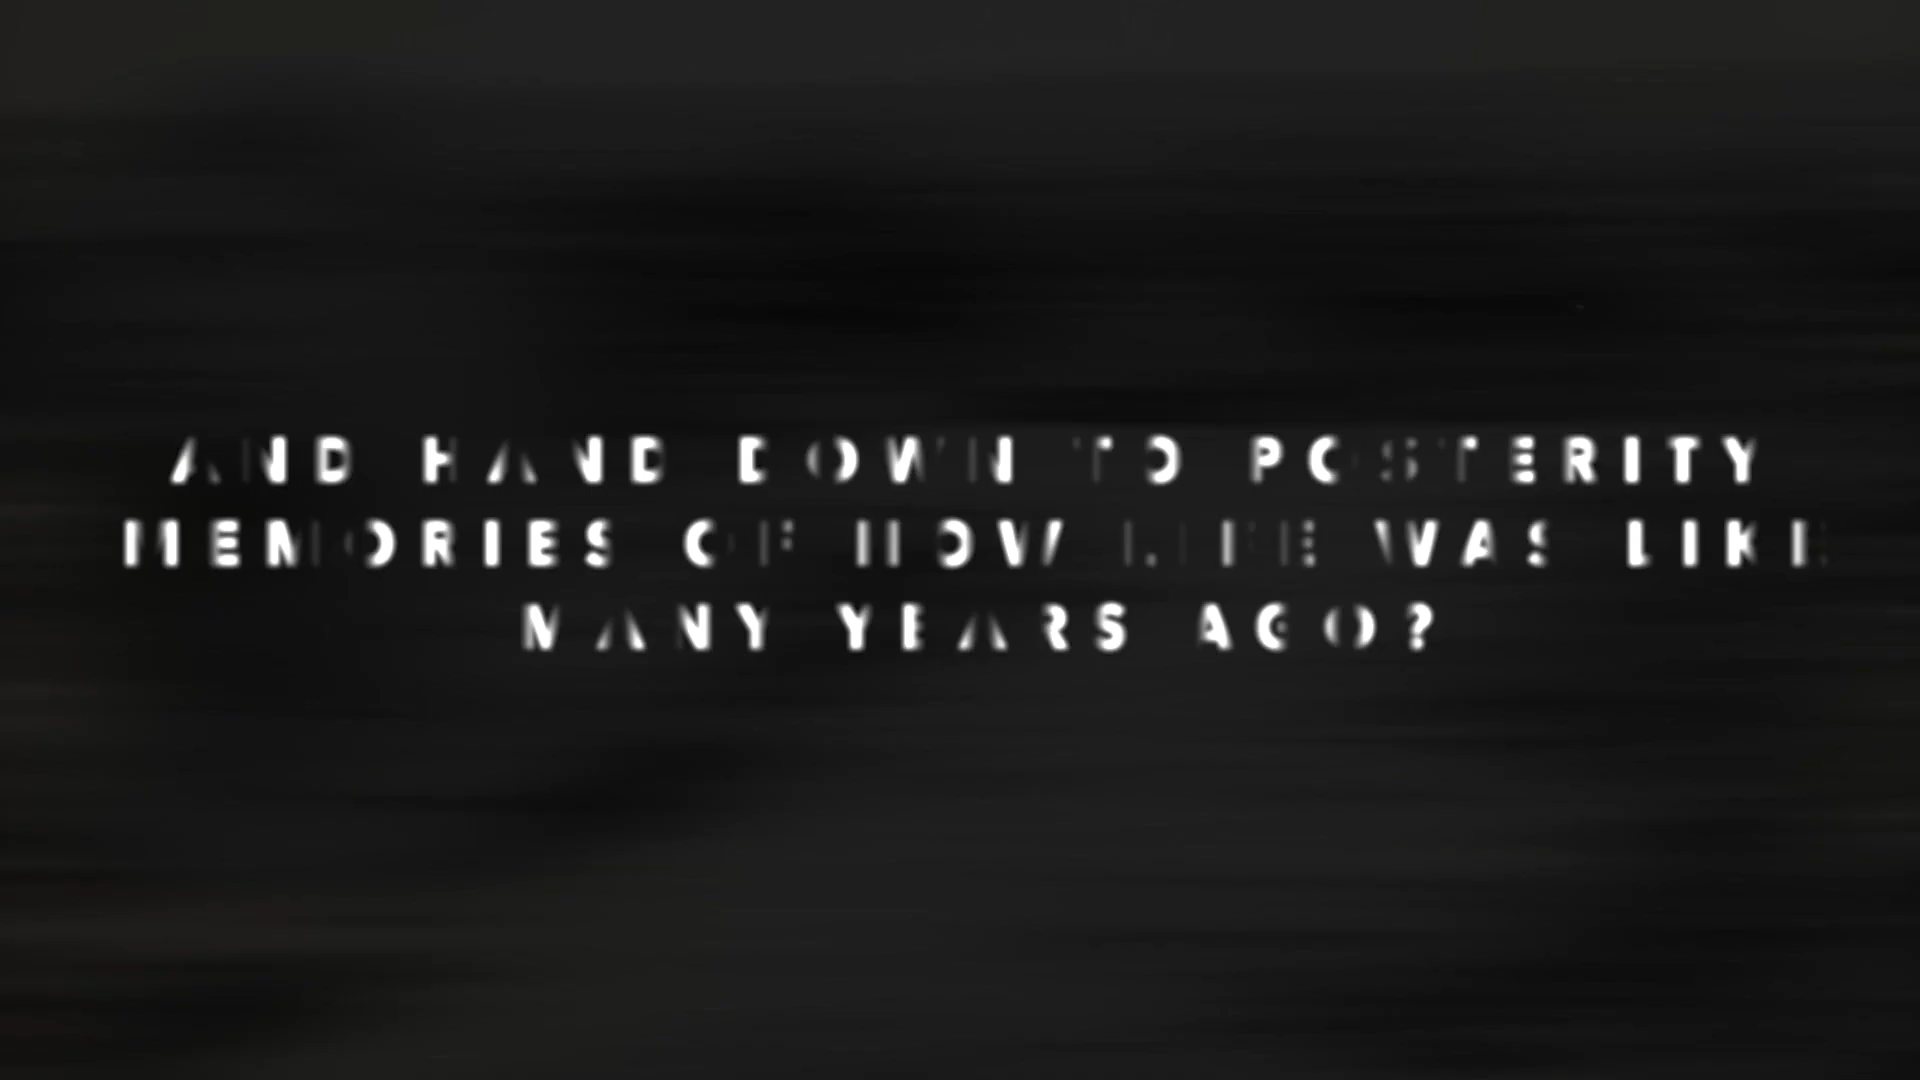 AND HAND DOWN TO POSTERITY
MEMORIES OF HOW LIFE WAS LIKE
MANY YEARS AGO?